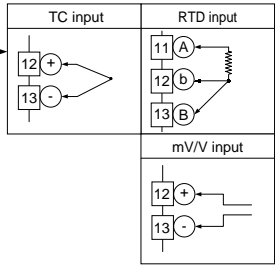 TC input
12 +
13 -
RTD input
11 A
12 b
13 B
mV/V input
12 +
13 -